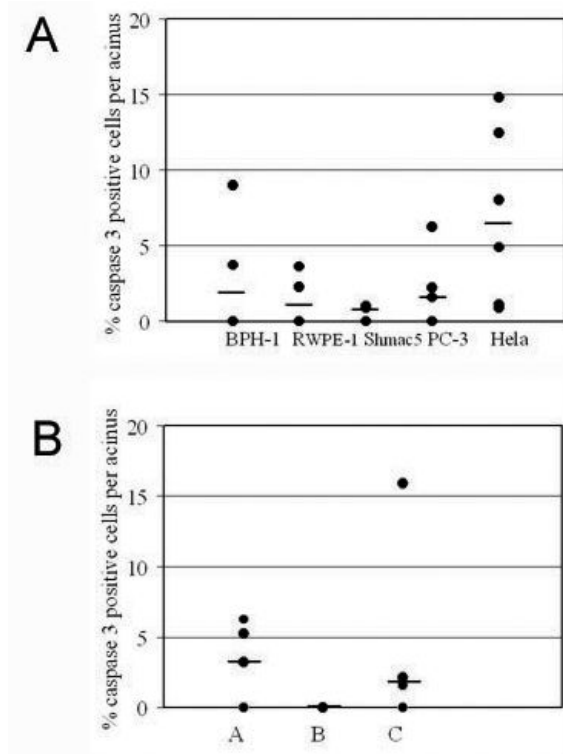 A
% caspase 3 positive cells per acinus
20
15
10
5
0
BPH-1 RWPE-1 Shmac5 PC-3 Hela
B
% caspase 3 positive cells per acinus
20
15
10
5
0
A B C